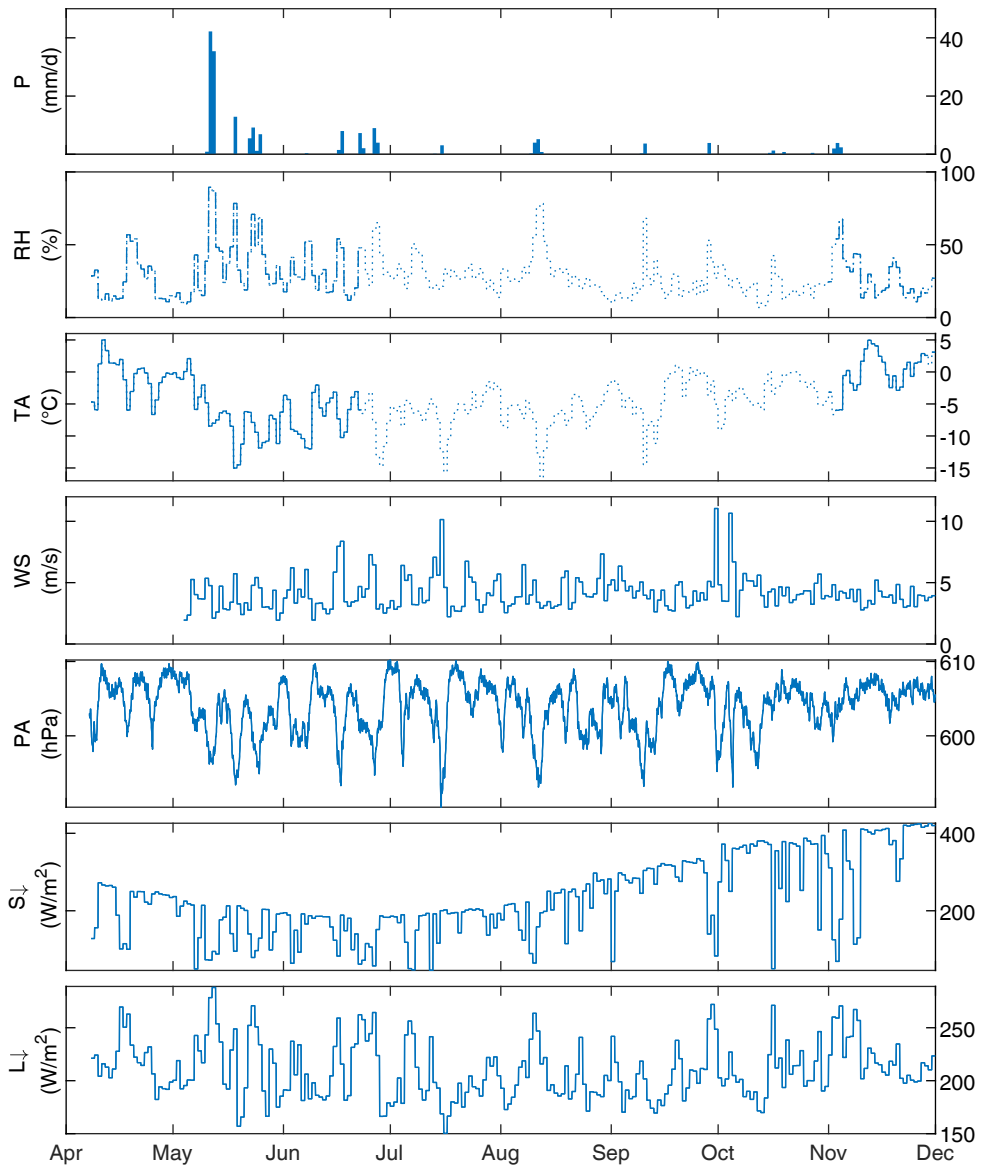 P
(mm/d)
40
20
0
RH
(%)
100
50
0
TA
(°C)
5
0
-5
-10
-15
WS
(m/s)
10
5
0
PA
(hPa)
610
600
S↓
(W/m²)
400
200
L↓
(W/m²)
250
200
150
Apr May Jun Jul Aug Sep Oct Nov Dec